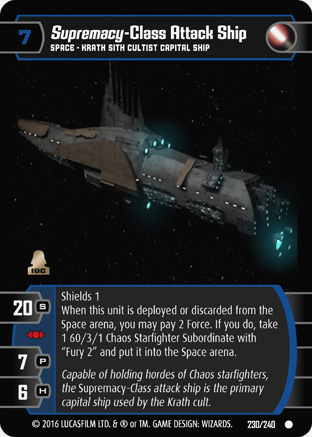 7
Supremacy-Class Attack Ship
SPACE - KRATH SITH CULTIST CAPITAL SHIP
IDC
20 S
7 P
6 H
Shields 1
When this unit is deployed or discarded from the
Space arena, you may pay 2 Force. If you do, take
1 60/3/1 Chaos Starfighter Subordinate with
“Fury 2” and put it into the Space arena.
Capable of holding hordes of Chaos starfighters,
the Supremacy-Class attack ship is the primary
capital ship used by the Krath cult.
© 2016 LUCASFILM LTD. & ® or TM. GAME DESIGN: WIZARDS.
230/240